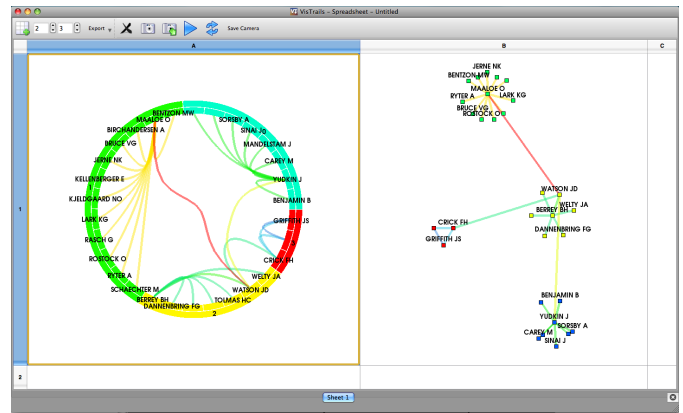 VisTrails – Spreadsheet – Untitled
2 3 Export Save Camera
A B C
1
2
BENTZON MW
MAALOE O
SORSBY A
BIRCHANDERSEN A
SINAI J
BRUCE VG
MANDELSTAM J
JERNE NK
CAREY M
KELLENBERGER E
YUDKIN J
1
KJELDGAARD NO
BENJAMIN B
LARK KG
GRIFFITH JS
RASCH G
3
ROSTOCK O
CRICK FH
RYTER A
WELTY JA
SCHAECHTER M
WATSON JD
BERREY BH
TOLMAS HC
DANNENBRING FG
2
JERNE NK
BENTZON MW
MAALOE O
RYTER A
LARK KG
BRUCE VG
ROSTOCK O
WATSON JD
WELTY JA
BERREY BH
CRICK FH
DANNENBRING FG
GRIFFITH JS
BENJAMIN B
YUDKIN J
SORSBY A
CAREY M
SINAI J
Sheet 1